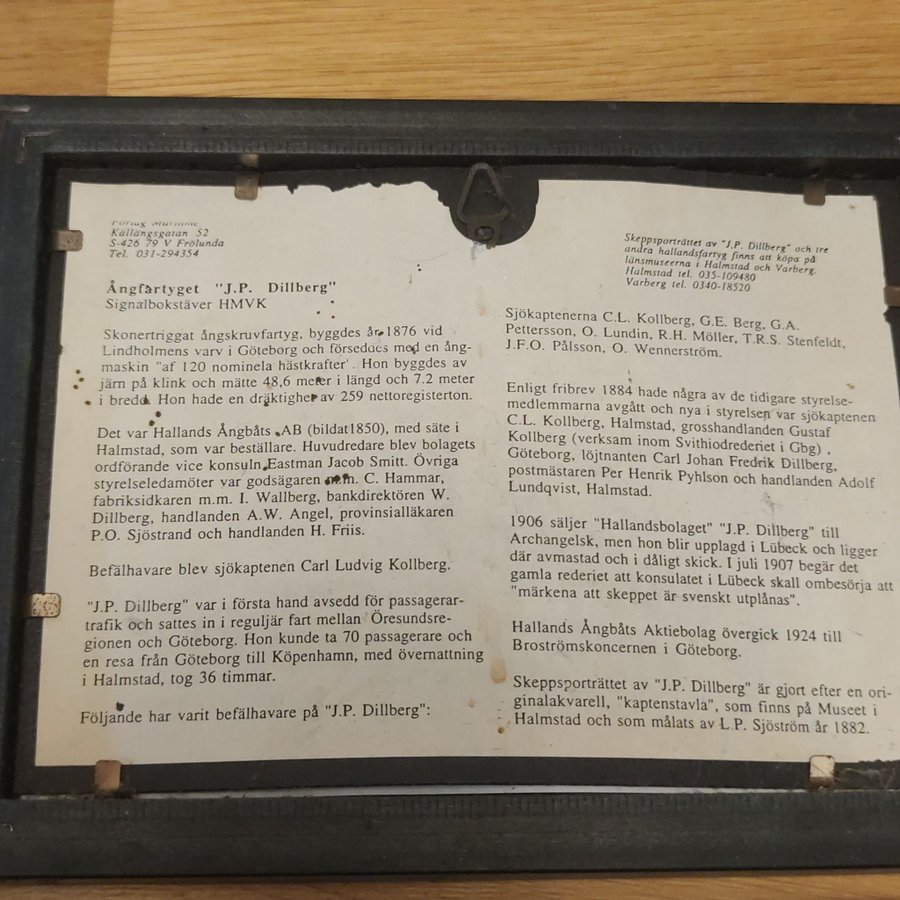 Källängsgatan 52
S-426 79 V Frölunda
Tel. 031-294354
Ångfartyget "J.P. Dillberg"
Signalbokstäver HMVK
Skonertriggat ångskruvfartyg, byggdes år 1876 vid
Lindholmens varv i Göteborg och försedaes med en ång-
maskin "af 120 nominela hästkrafter'. Hon byggdes av
järn på klink och mätte 48,6 meter i längd och 7.2 meter
i bredd. Hon hade en dräktighet av 259 nettoregisterton.
Det var Hallands Ångbåts AB (bildat1850), med säte i
Halmstad, som var beställare. Huvudredare blev bolagets
ordförande vice konsuln Eastman Jacob Smitt. Övriga
styrelseledamöter var godsägaren m.m. C. Hammar,
fabriksidkaren m.m. I. Wallberg, bankdirektören W.
Dillberg, handlanden A.W. Angel, provinsialläkaren
P.O. Sjöstrand och handlanden H. Friis.
Befälhavare blev sjökaptenen Carl Ludvig Kollberg.
"J.P. Dillberg" var i första hand avsedd för passagerar-
trafik och sattes in i reguljär fart mellan Öresundsre-
gionen och Göteborg. Hon kunde ta 70 passagerare och
en resa från Göteborg till Köpenhamn, med övernattning
i Halmstad, tog 36 timmar.
Följande har varit befälhavare på "J.P. Dillberg":
Skeppsporträttet av "J.P. Dillberg" och tre
andra hallandsfartyg finns att köpa på
länsmuseerna i Halmstad och Varberg.
Halmstad tel. 035-109480
Varberg tel. 0340-18520
Sjökaptenerna C.L. Kollberg, G.E. Berg, G.A.
Pettersson, O. Lundin, R.H. Möller, T.R.S. Stenfeldt,
J.F.O. Pålsson, O. Wennerström.
Enligt fribrev 1884 hade några av de tidigare styrelse-
medlemmarna avgått och nya i styrelsen var sjökaptenen
C.L. Kollberg, Halmstad, grosshandlanden Gustaf
Kollberg (verksam inom Svithiodrederiet i Gbg) ,
Göteborg, löjtnanten Carl Johan Fredrik Dillberg,
postmästaren Per Henrik Pyhlson och handlanden Adolf
Lundqvist, Halmstad.
1906 säljer "Hallandsbolaget" "J.P. Dillberg" till
Archangelsk, men hon blir upplagd i Lübeck och ligger
där avmastad och i dåligt skick. I juli 1907 begär det
gamla rederiet att konsulatet i Lübeck skall ombesörja att
"märkena att skeppet är svenskt utplånas".
Hallands Ångbåts Aktiebolag övergick 1924 till
Broströmskoncernen i Göteborg.
Skeppsporträttet av "J.P. Dillberg" är gjort efter en ori-
ginalakvarell, "kaptenstavla", som finns på Museet i
Halmstad och som målats av L.P. Sjöström år 1882.